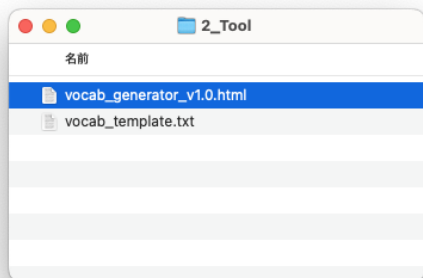 2_Tool
名前
vocab_generator_v1.0.html
vocab_template.txt